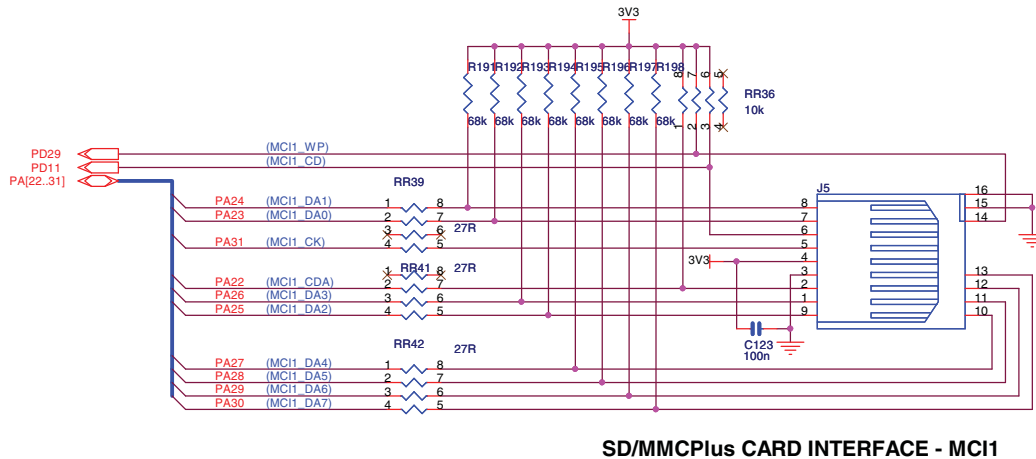 3V3
R191 R192 R193 R194 R195 R196 R197 R198
8 7 6 5
RR36
10k
68k 68k 68k 68k 68k 68k 68k 68k
1 2 3 4
PD29 (MCI1_WP)
PD11 (MCI1_CD)
PA[22..31]
RR39
J5
PA24 (MCI1_DA1) 1 8 8 16
PA23 (MCI1_DA0) 2 7 7 15
3 6 27R 6 14
PA31 (MCI1_CK) 4 5 5
3V3 4
1 RR41 8 27R 3 13
PA22 (MCI1_CDA) 2 7 2 12
PA26 (MCI1_DA3) 3 6 1 11
PA25 (MCI1_DA2) 4 5 9 10
RR42 27R
C123
100n
PA27 (MCI1_DA4) 1 8
PA28 (MCI1_DA5) 2 7
PA29 (MCI1_DA6) 3 6
PA30 (MCI1_DA7) 4 5
SD/MMCPlus CARD INTERFACE - MCI1